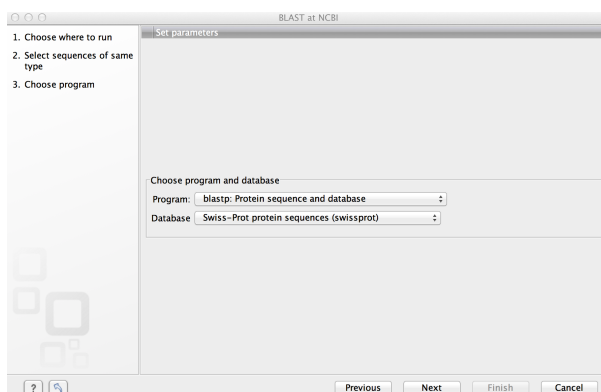 BLAST at NCBI
1. Choose where to run
2. Select sequences of same
type
3. Choose program
Set parameters
Choose program and database
Program: blastp: Protein sequence and database
Database Swiss-Prot protein sequences (swissprot)
? Previous Next Finish Cancel